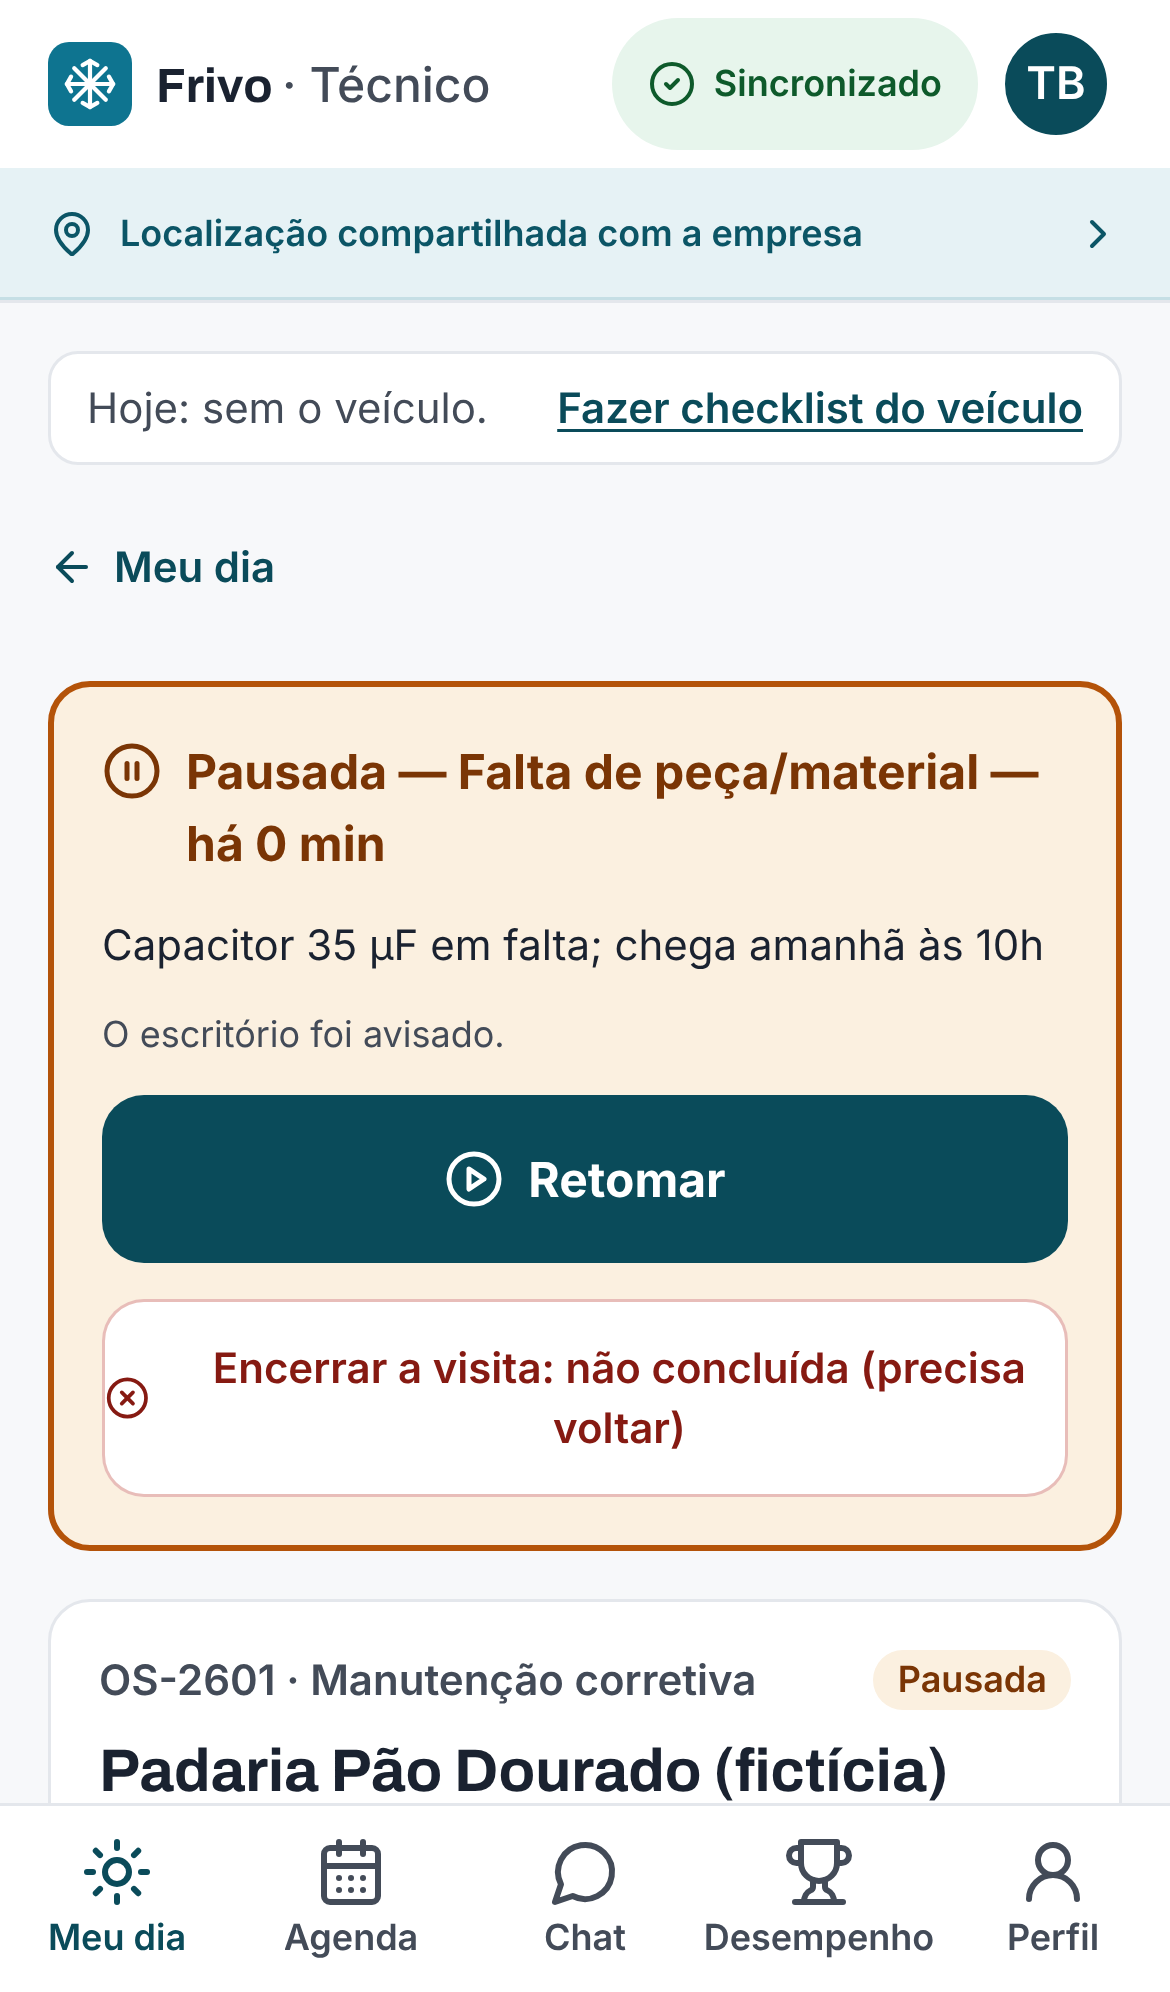 Frivo · Técnico
Sincronizado
TB
Localização compartilhada com a empresa
Hoje: sem o veículo.
Fazer checklist do veículo
Meu dia
Pausada — Falta de peça/material —
há 0 min
Capacitor 35 µF em falta; chega amanhã às 10h
O escritório foi avisado.
Retomar
Encerrar a visita: não concluída (precisa
voltar)
OS-2601 · Manutenção corretiva
Pausada
Padaria Pão Dourado (fictícia)
Meu dia
Agenda
Chat
Desempenho
Perfil